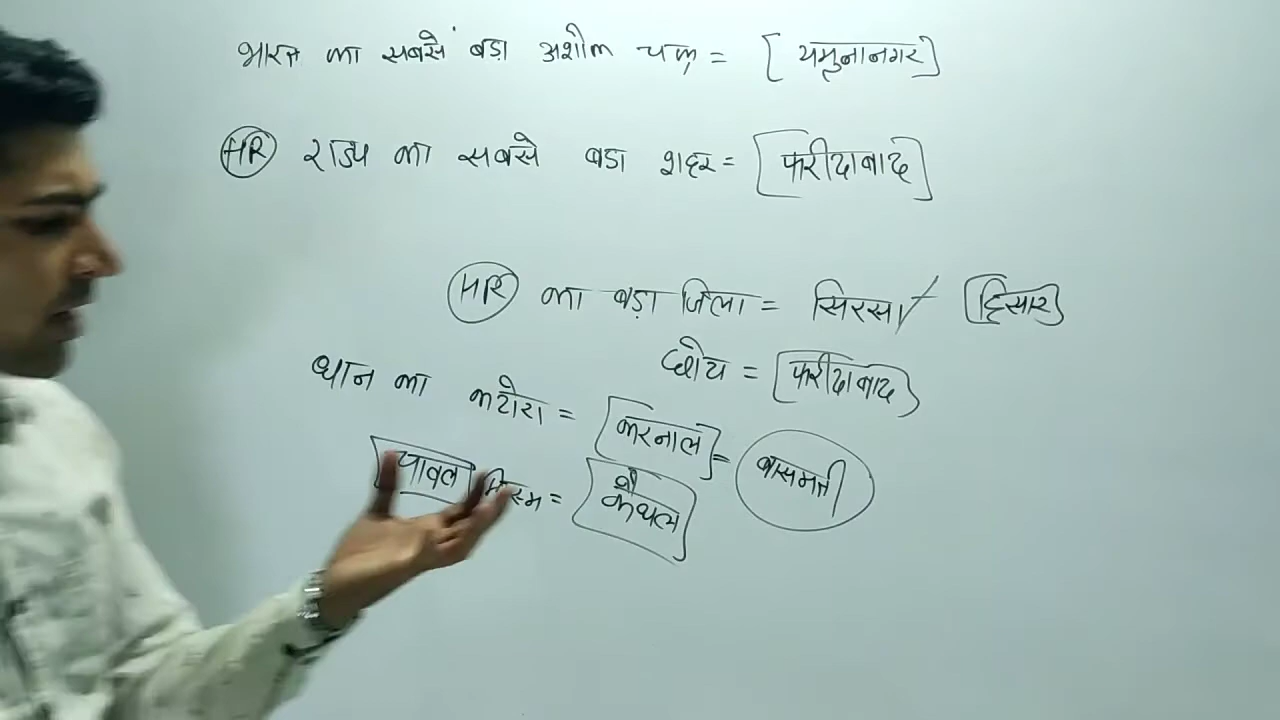 भारत का सबसे बड़ा अशोक चक्र = [यमुनानगर]
HR राज्य का सबसे बडा शहर = [फरीदाबाद]
HR का बड़ा जिला = सिरसा / [हिसार]
छोटा = [फरीदाबाद]
धान का कटोरा = [करनाल] = बासमती
चावल किस्म = [कैथल]